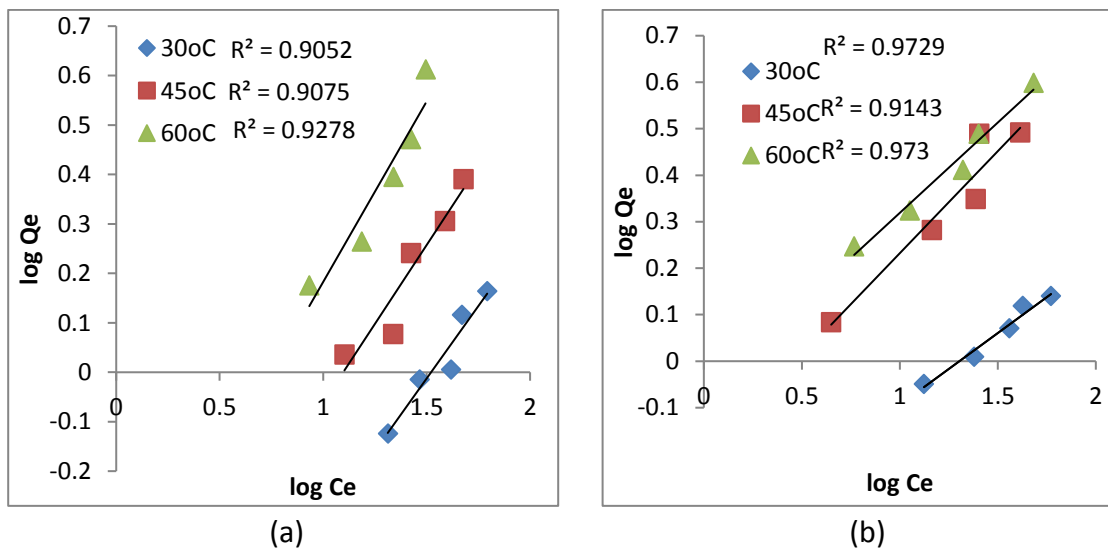 0.7
0.6
0.5
0.4
0.3
0.2
0.1
0
-0.1
-0.2
0
1
1.5
2
log Qe
log Ce
30oC R² = 0.9052
45oC R² = 0.9075
60oC R² = 0.9278
(a)
0.7
0.6
0.5
0.4
0.3
0.2
0.1
0
-0.1
0
0.5
1
1.5
2
log Qe
log Ce
R² = 0.9729
30oC
45oC R² = 0.9143
60oC R² = 0.973
(b)